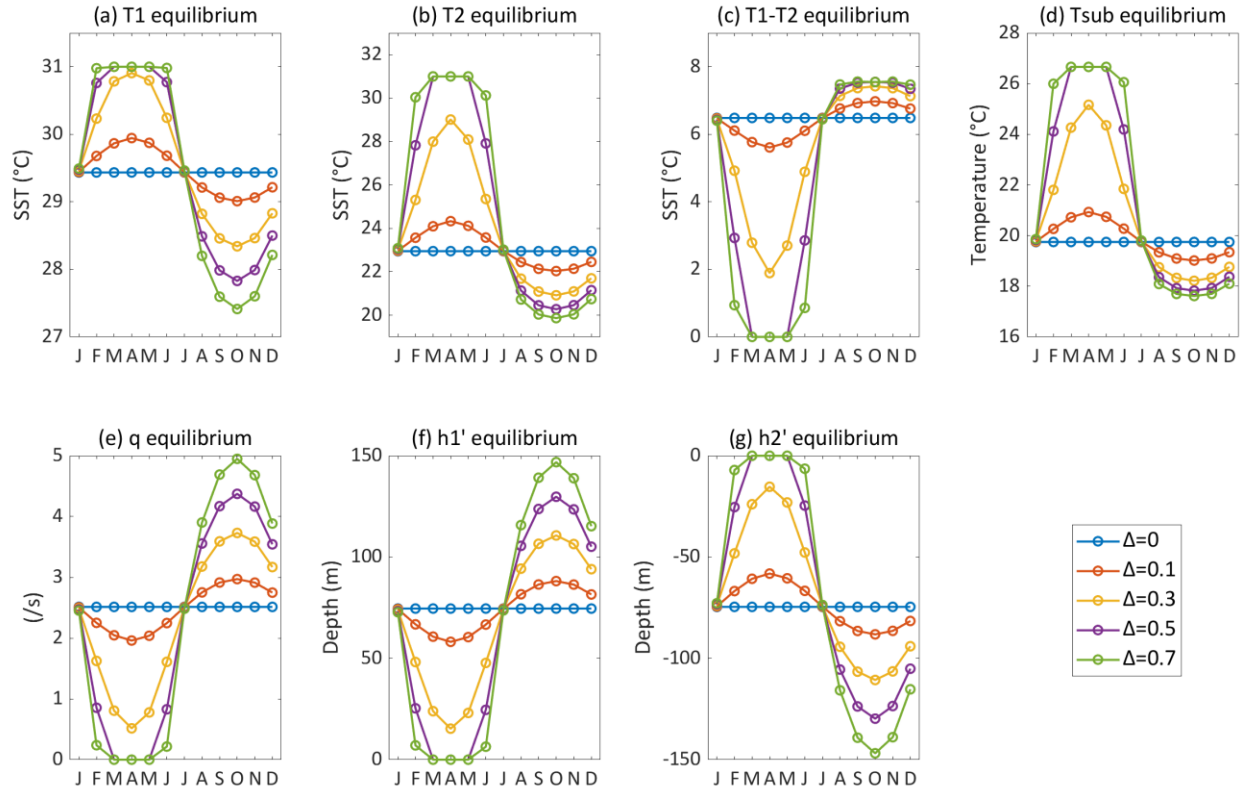 (a) T1 equilibrium
(b) T2 equilibrium
(c) T1-T2 equilibrium
(d) Tsub equilibrium
SST (°C)
31
30
29
28
27
J F M A M J J A S O N D
SST (°C)
32
30
28
26
24
22
20
J F M A M J J A S O N D
SST (°C)
8
6
4
2
0
J F M A M J J A S O N D
Temperature (°C)
28
26
24
22
20
18
16
J F M A M J J A S O N D
(e) q equilibrium
(f) h1' equilibrium
(g) h2' equilibrium
(/s)
5
4
3
2
1
0
J F M A M J J A S O N D
Depth (m)
150
100
50
0
J F M A M J J A S O N D
Depth (m)
0
-50
-100
-150
J F M A M J J A S O N D
Δ=0
Δ=0.1
Δ=0.3
Δ=0.5
Δ=0.7